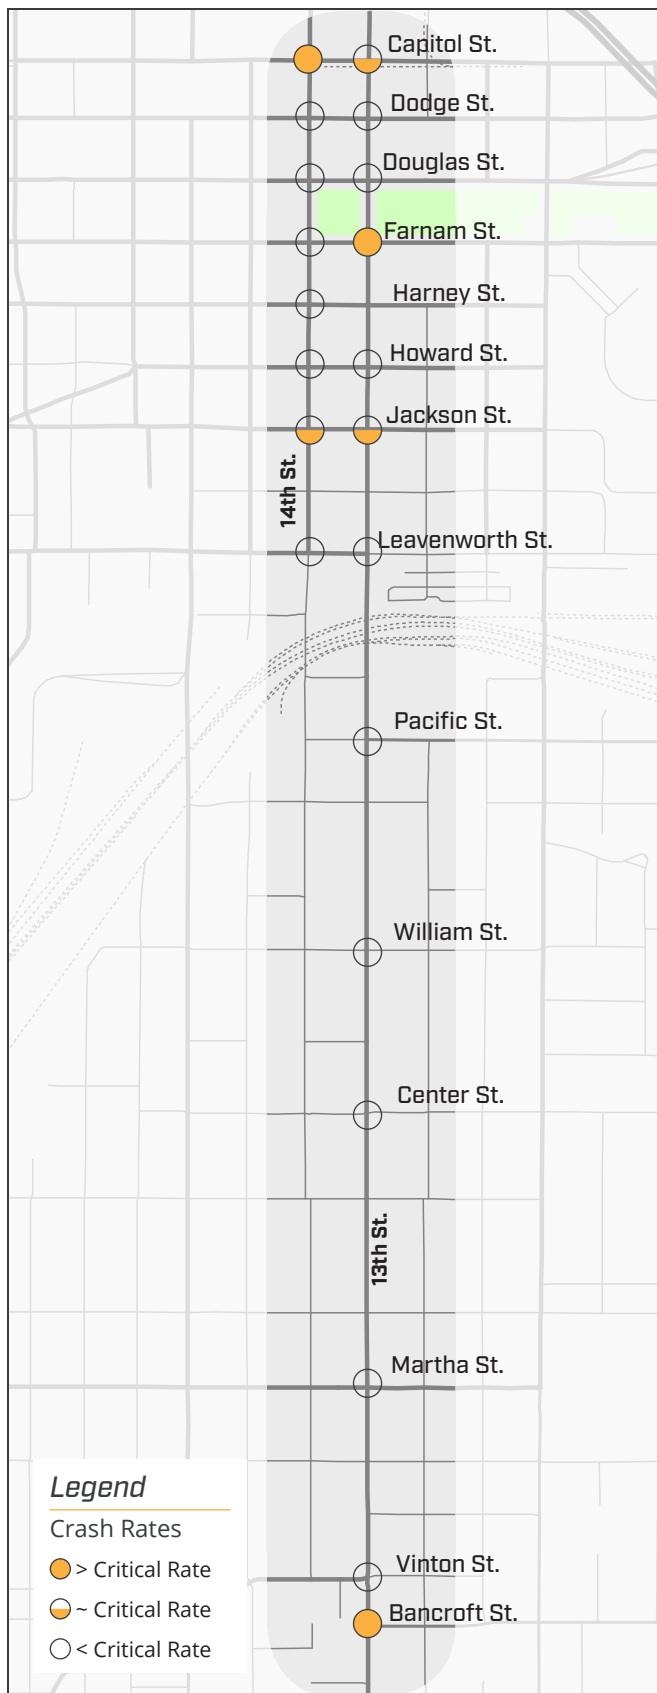 Capitol St.
Dodge St.
Douglas St.
Farnam St.
Harney St.
Howard St.
Jackson St.
14th St.
Leavenworth St.
Pacific St.
William St.
Center St.
13th St.
Martha St.
Legend
Crash Rates
> Critical Rate
~ Critical Rate
< Critical Rate
Vinton St.
Bancroft St.